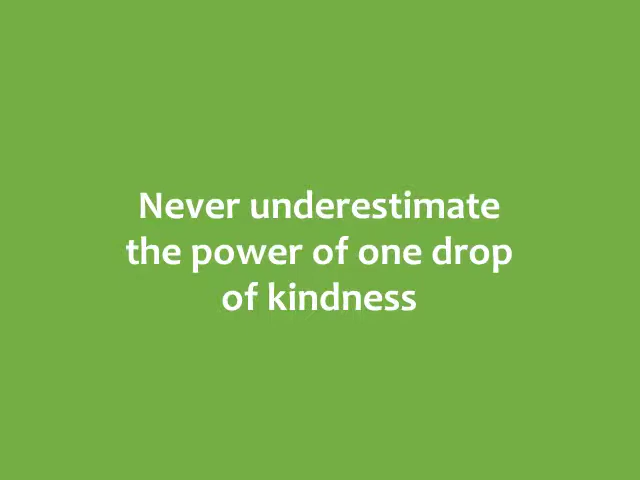 Never underestimate
the power of one drop
of kindness